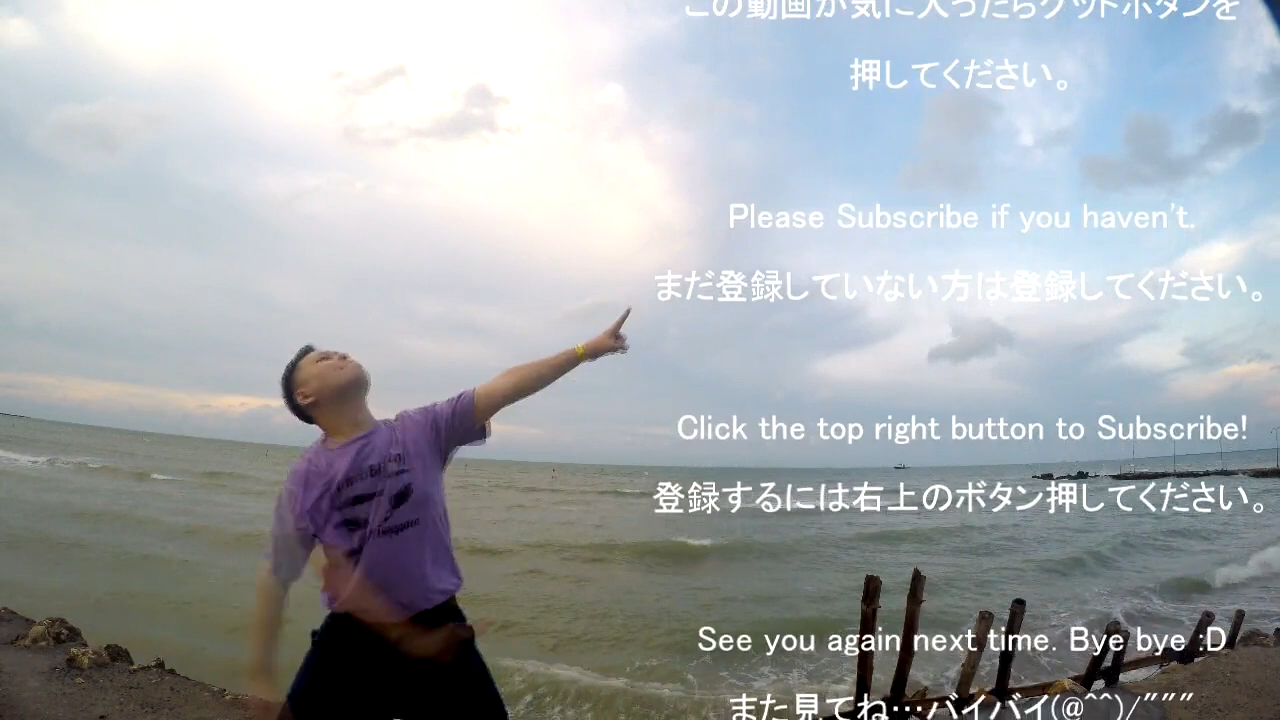 この動画が気に入ったらグッドボタンを
押してください。
Please Subscribe if you haven't.
まだ登録していない方は登録してください。
Click the top right button to Subscribe!
登録するには右上のボタン押してください。
See you again next time. Bye bye :D
また見てね…バイバイ(@^^)/"""